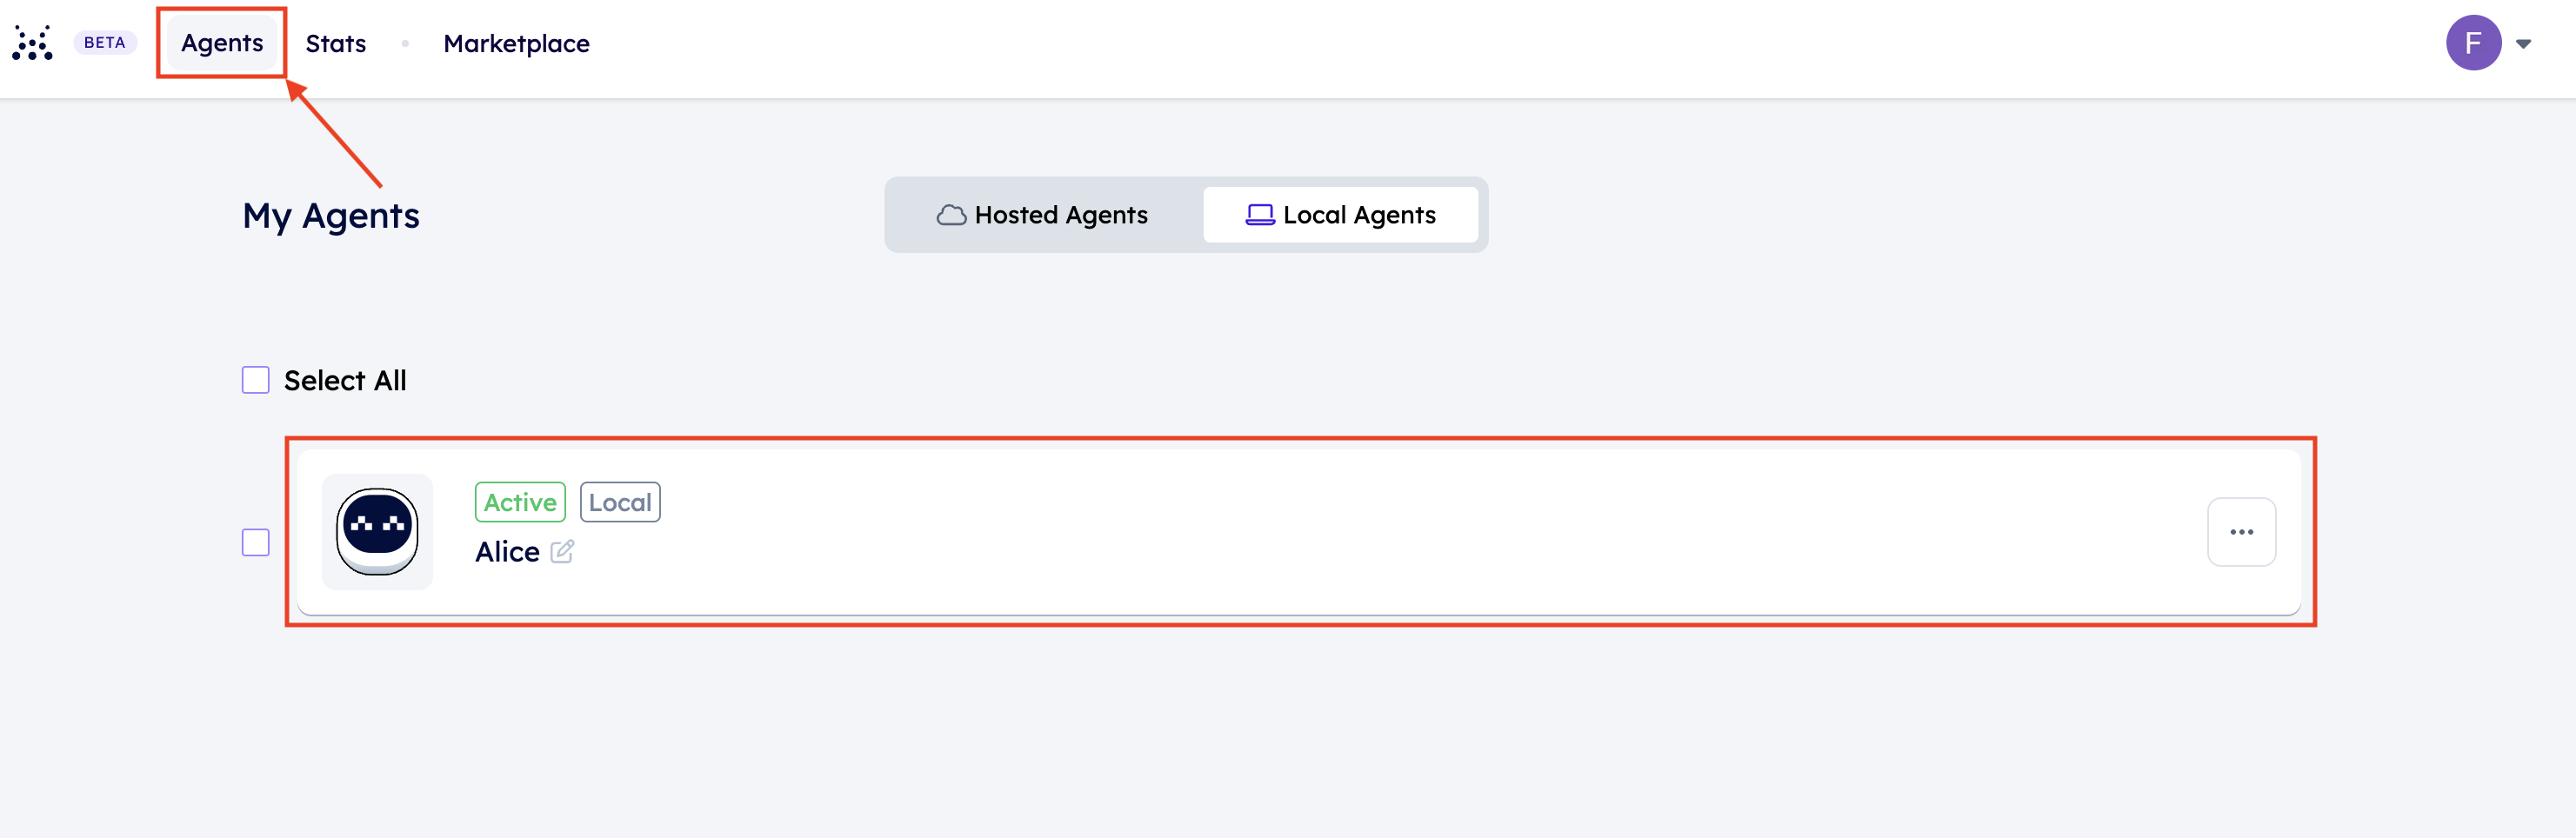 BETA
Agents
Stats
Marketplace
F
My Agents
Hosted Agents
Local Agents
Select All
Active
Local
Alice